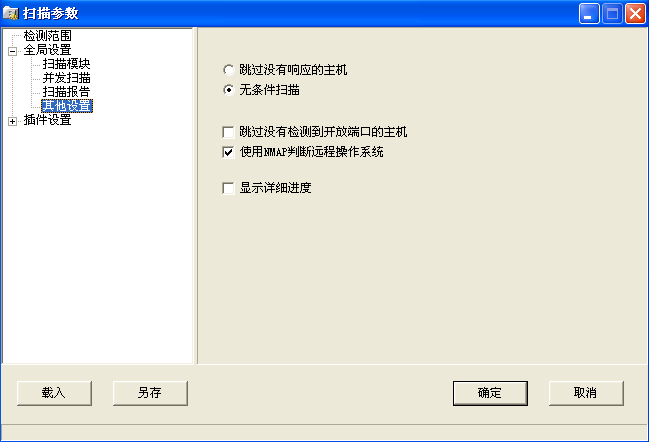 扫描参数
检测范围
全局设置
扫描模块
并发扫描
扫描报告
其他设置
插件设置
跳过没有响应的主机
无条件扫描
跳过没有检测到开放端口的主机
使用NMAP判断远程操作系统
显示详细进度
载入
另存
确定
取消